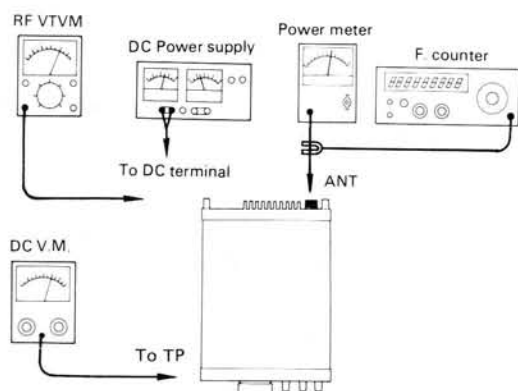 RF VTVM
DC Power supply
Power meter
F. counter
To DC terminal
ANT
DC V.M.
To TP